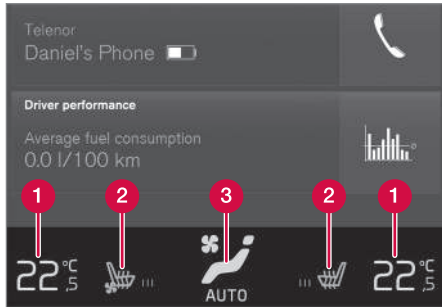 Telenor
Daniel's Phone
Driver performance
Average fuel consumption
0.0 l/100 km
1 2 3 2 1
22 °C ,5 AUTO 22 °C ,5